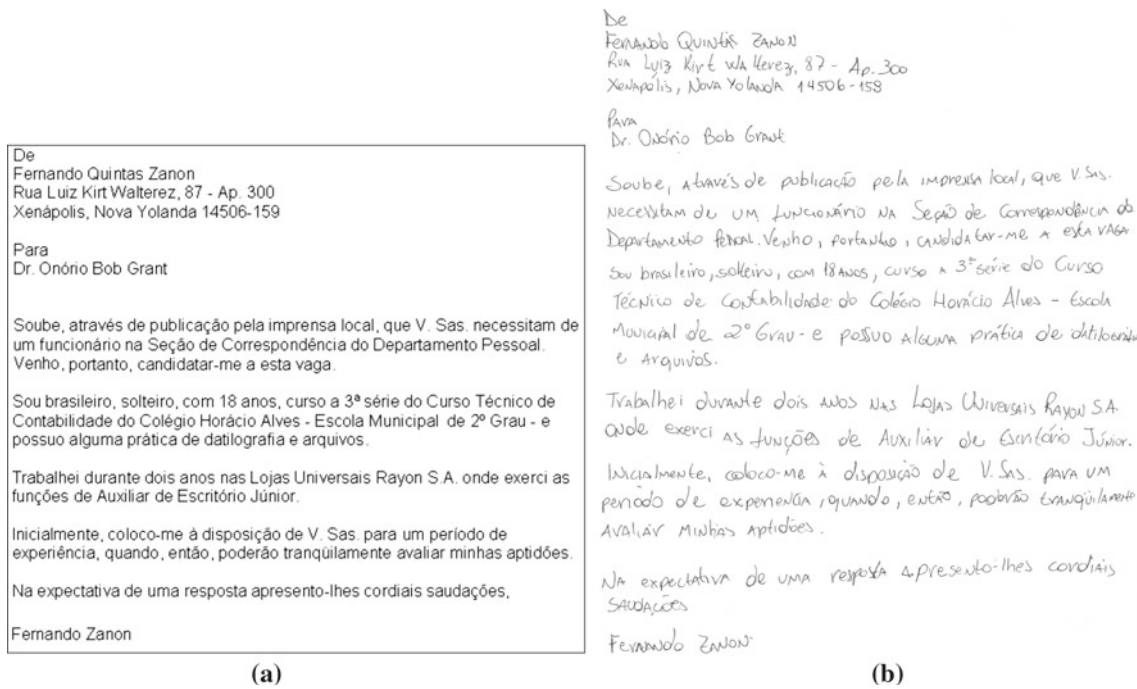 De
Fernando Quintas Zanon
Rua Luiz Kirt Walterez, 87 - Ap. 300
Xenápolis, Nova Yolanda 14506-159
Para
Dr. Onório Bob Grant
Soube, através de publicação pela imprensa local, que V. Sas. necessitam de
um funcionário na Seção de Correspondência do Departamento Pessoal.
Venho, portanto, candidatar-me a esta vaga.
Sou brasileiro, solteiro, com 18 anos, curso a 3ª série do Curso Técnico de
Contabilidade do Colégio Horácio Alves - Escola Municipal de 2º Grau - e
possuo alguma prática de datilografia e arquivos.
Trabalhei durante dois anos nas Lojas Universais Rayon S.A. onde exerci as
funções de Auxiliar de Escritório Júnior.
Inicialmente, coloco-me à disposição de V. Sas. para um período de
experiência, quando, então, poderão tranqüilamente avaliar minhas aptidões.
Na expectativa de uma resposta apresento-lhes cordiais saudações,
Fernando Zanon
(a)
De
Fernando Quintas Zanon
Rua Luiz Kirt Walterez, 87 - Ap. 300
Xenápolis, Nova Yolanda 14506-158
Para
Dr. Onório Bob Grant
Soube, através de publicação pela imprensa local, que V. Sas.
necessitam de um funcionário na Seção de Correspondência do
Departamento Venho, portanto, candidatar-me a esta vaga
Sou brasileiro, solteiro, com 18 anos, curso a 3ª série do Curso
Técnico de Contabilidade do Colégio Horácio Alves - Escola
Municipal de 2º Grau - e possuo alguma prática de
e arquivos.
Trabalhei durante dois anos nas Lojas Universais Rayon S.A.
onde exerci as funções de Auxiliar de Escritório Júnior.
Inicialmente, coloco-me à disposição de V. Sas. para um
período de experiencia, quando, então, poderão tranqüilamente
avaliar minhas aptidões.
Na expectativa de uma resposta apresento-lhes cordiais
saudações
Fernando Zanon
(b)